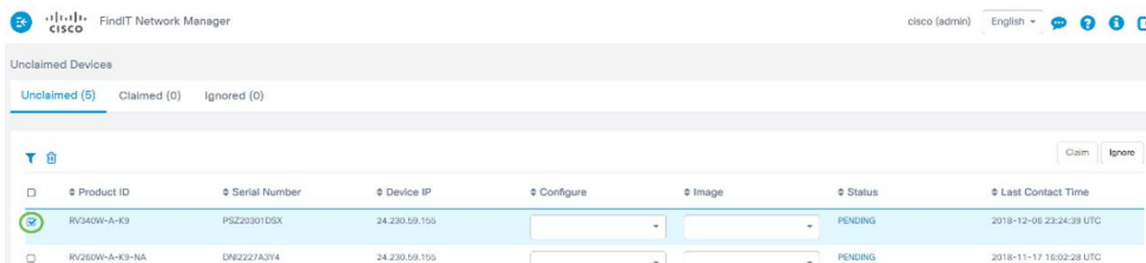 cisco FindIT Network Manager cisco (admin) English
Unclaimed Devices
Unclaimed (5) Claimed (0) Ignored (0)
Claim Ignore
Product ID Serial Number Device IP Configure Image Status Last Contact Time
RV340W-A-K9 PSZ20301DSX 24.230.59.155 PENDING 2018-12-06 23:24:39 UTC
RV260W-A-K9-NA DNI2227A3Y4 24.230.59.155 PENDING 2018-11-17 16:02:28 UTC